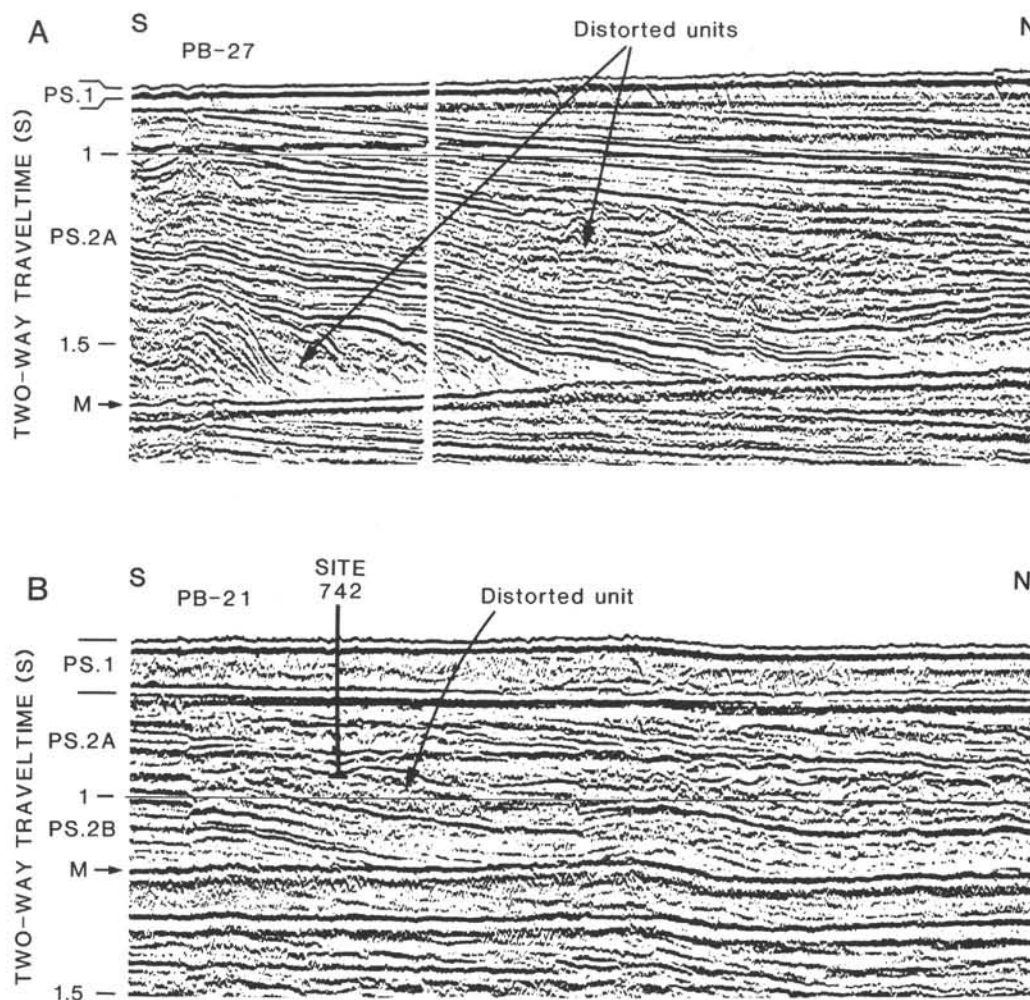 A
S
PB-27
Distorted units
N
PS.1
1
PS.2A
1.5
M
TWO-WAY TRAVELTIME (S)
B
S
PB-21
SITE
742
Distorted unit
N
PS.1
PS.2A
1
PS.2B
M
1.5
TWO-WAY TRAVELTIME (S)